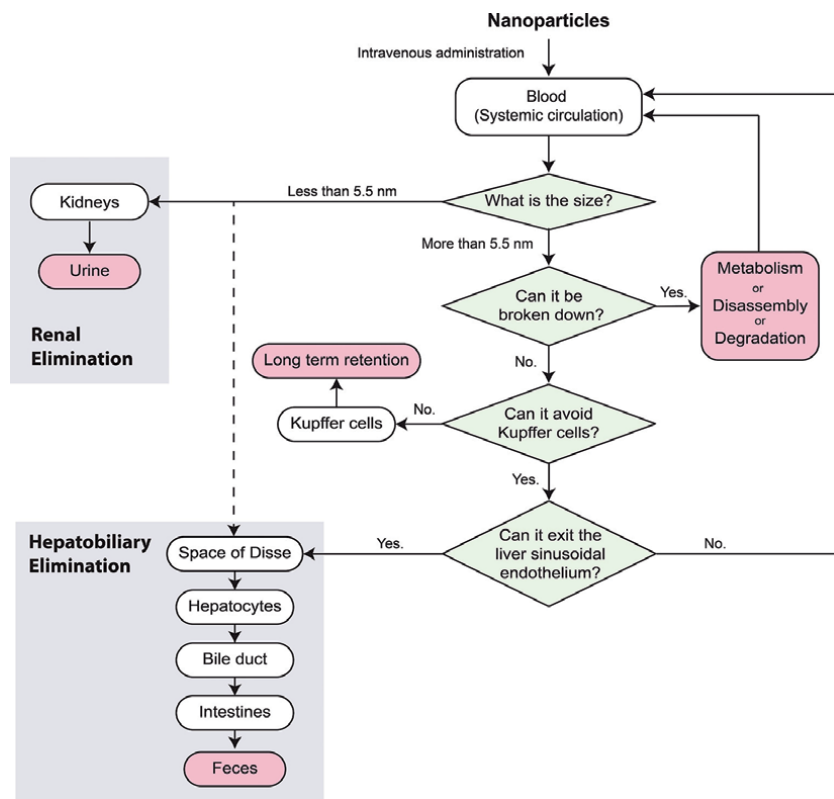 Nanoparticles
Intravenous administration
Blood
(Systemic circulation)
What is the size?
Less than 5.5 nm
Kidneys
Urine
Renal
Elimination
More than 5.5 nm
Can it be
broken down?
Yes.
Metabolism
or
Disassembly
or
Degradation
No.
Can it avoid
Kupffer cells?
No.
Kupffer cells
Long term retention
Yes.
Can it exit the
liver sinusoidal
endothelium?
No.
Yes.
Hepatobiliary
Elimination
Space of Disse
Hepatocytes
Bile duct
Intestines
Feces